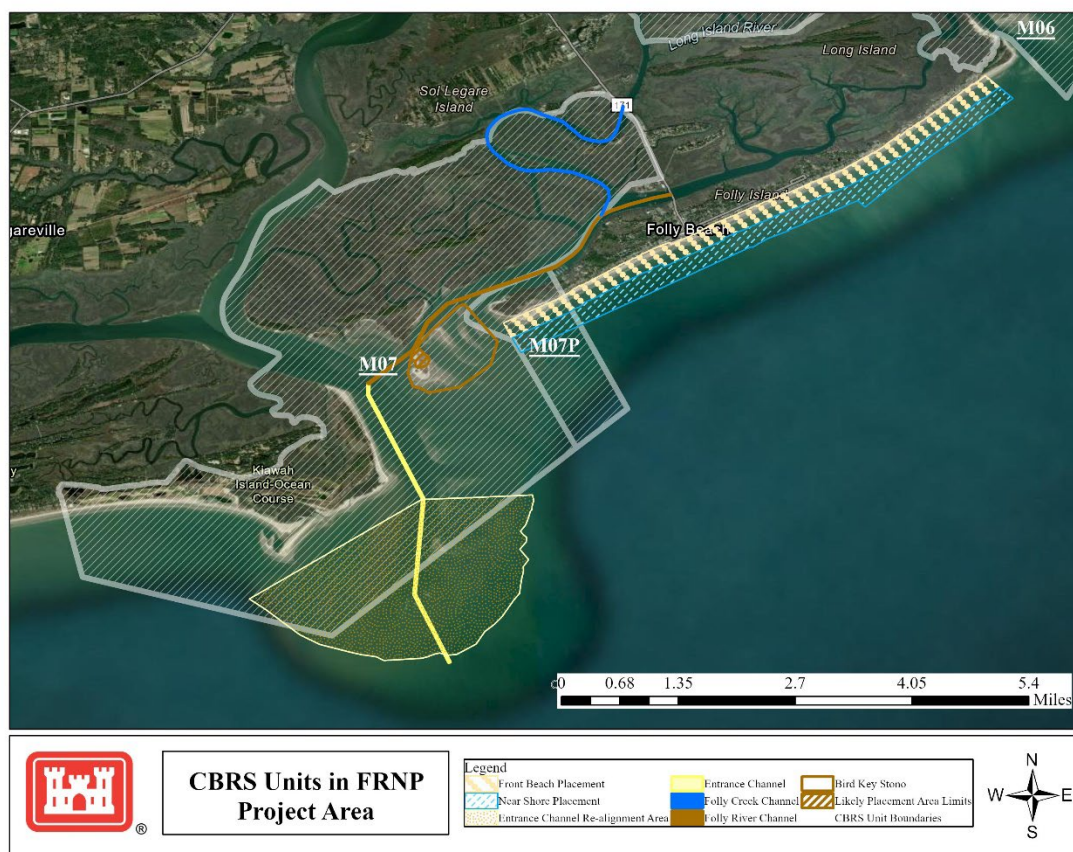 M06
Long Island River
Long Island
Sol Legare
Island
171
Folly Island
gareville
Folly Beach
M07P
M07
y
Kiawah
Island-Ocean
Course
0 0.68 1.35 2.7 4.05 5.4
Miles
CBRS Units in FRNP
Project Area
®
Legend
Front Beach Placement
Near Shore Placement
Entrance Channel Re-alignment Area
Entrance Channel
Folly Creek Channel
Folly River Channel
Bird Key Stono
Likely Placement Area Limits
CBRS Unit Boundaries
N
W E
S